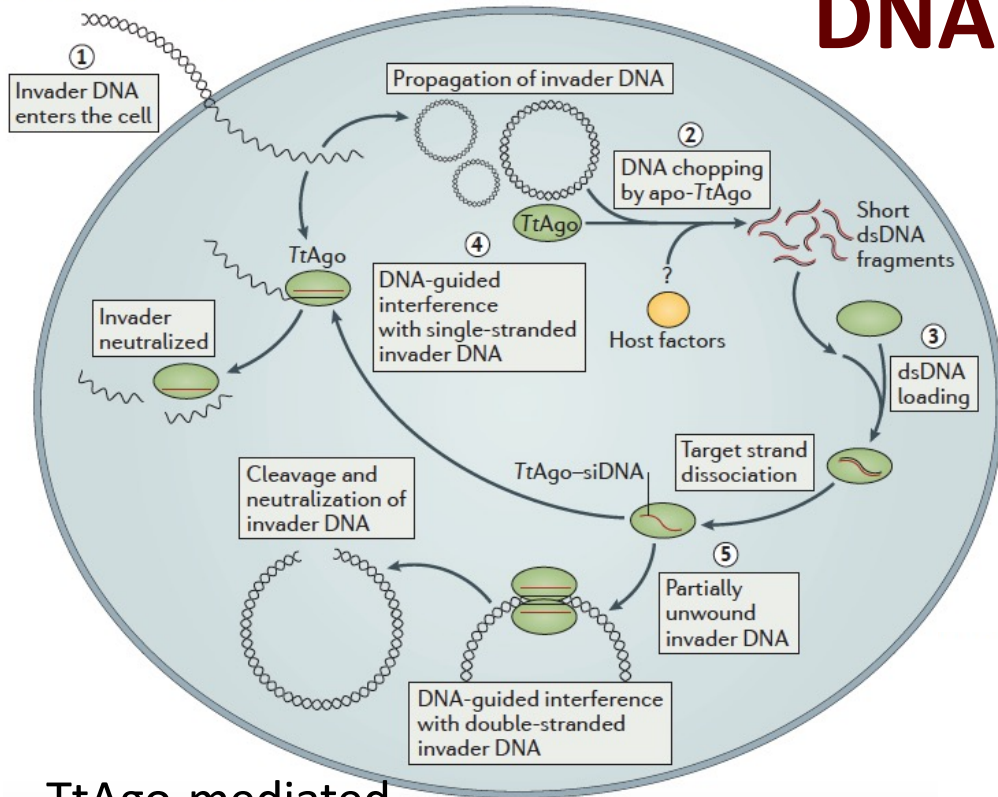 DNA
①
Invader DNA
enters the cell
Propagation of invader DNA
②
DNA chopping
by apo-TtAgo
TtAgo
Short
dsDNA
fragments
?
Host factors
③
dsDNA
loading
TtAgo
④
DNA-guided
interference
with single-stranded
invader DNA
Invader
neutralized
Target strand
dissociation
TtAgo–siDNA
⑤
Partially
unwound
invader DNA
Cleavage and
neutralization of
invader DNA
DNA-guided interference
with double-stranded
invader DNA
TtAgo-mediated